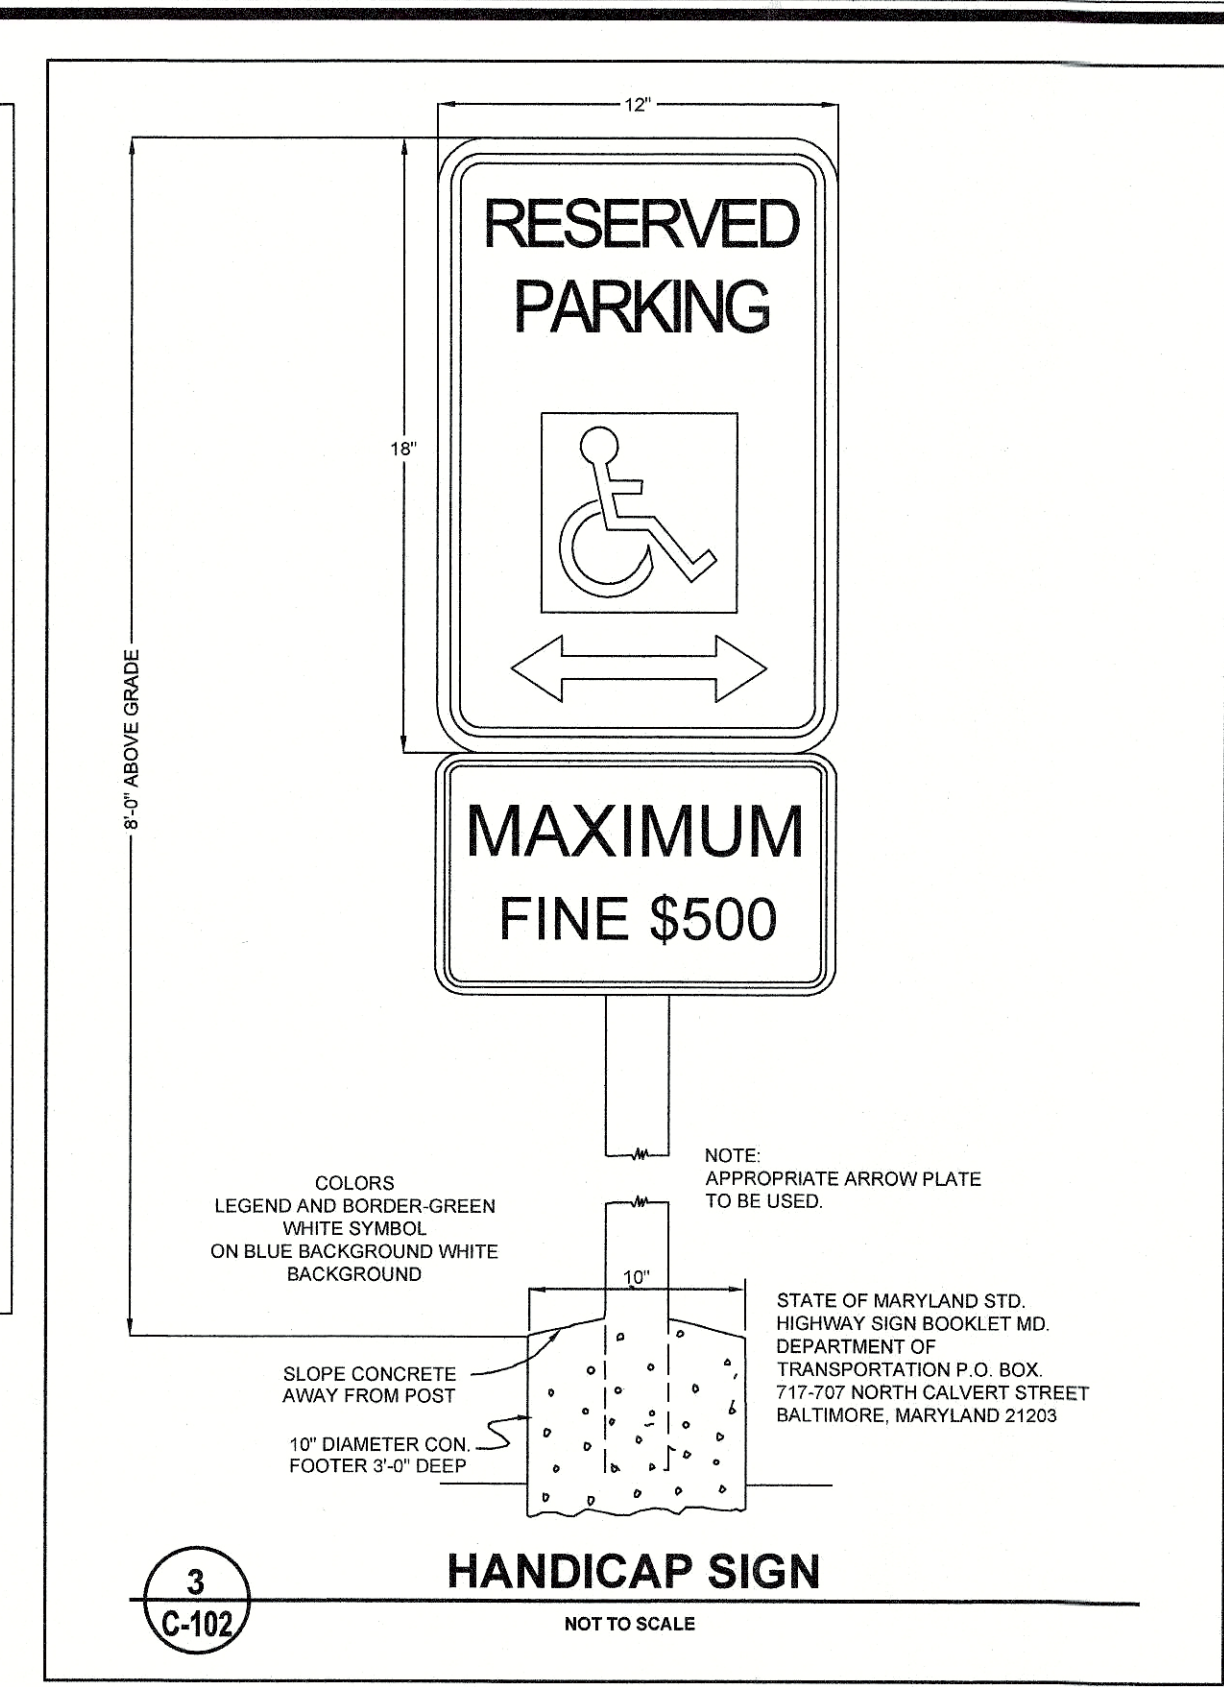 12"
RESERVED
PARKING
18"
8'-0" ABOVE GRADE
MAXIMUM
FINE $500
NOTE:
APPROPRIATE ARROW PLATE
TO BE USED.
COLORS
LEGEND AND BORDER-GREEN
WHITE SYMBOL
ON BLUE BACKGROUND WHITE
BACKGROUND
10"
STATE OF MARYLAND STD.
HIGHWAY SIGN BOOKLET MD.
DEPARTMENT OF
TRANSPORTATION P.O. BOX.
717-707 NORTH CALVERT STREET
BALTIMORE, MARYLAND 21203
SLOPE CONCRETE
AWAY FROM POST
10" DIAMETER CON.
FOOTER 3'-0" DEEP
3
C-102
HANDICAP SIGN
NOT TO SCALE